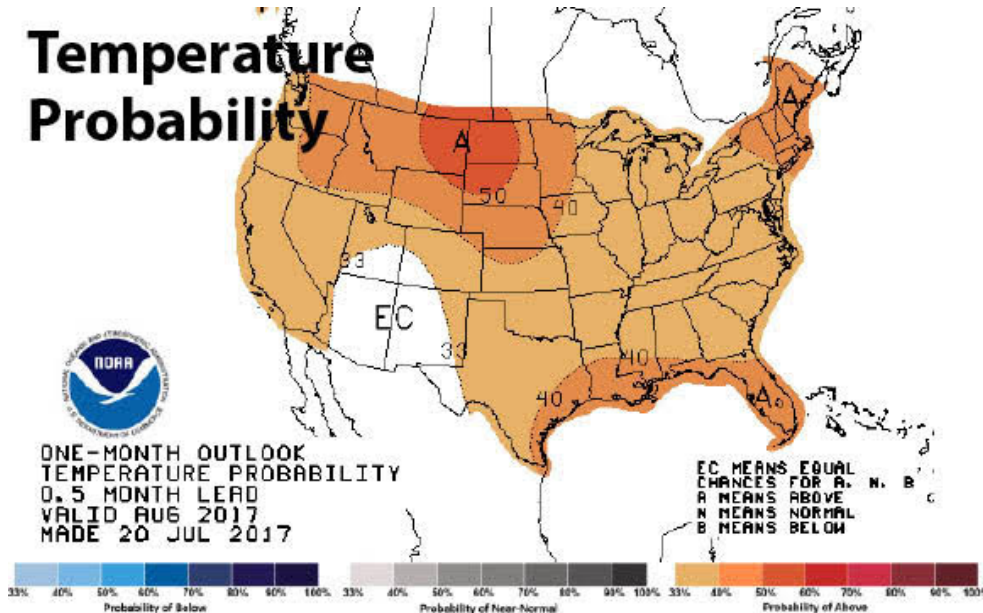 Temperature
Probability
A
A
50
40
33
EC
33
40
40
A
NOAA
ONE-MONTH OUTLOOK
TEMPERATURE PROBABILITY
0.5 MONTH LEAD
VALID AUG 2017
MADE 20 JUL 2017
EC MEANS EQUAL
CHANCES FOR A, N, B
A MEANS ABOVE
N MEANS NORMAL
B MEANS BELOW
33% 40% 50% 60% 70% 80% 90% 100%
Probability of Below
33% 40% 50% 60% 70% 80% 90% 100%
Probability of Near-Normal
33% 40% 50% 60% 70% 80% 90% 100%
Probability of Above